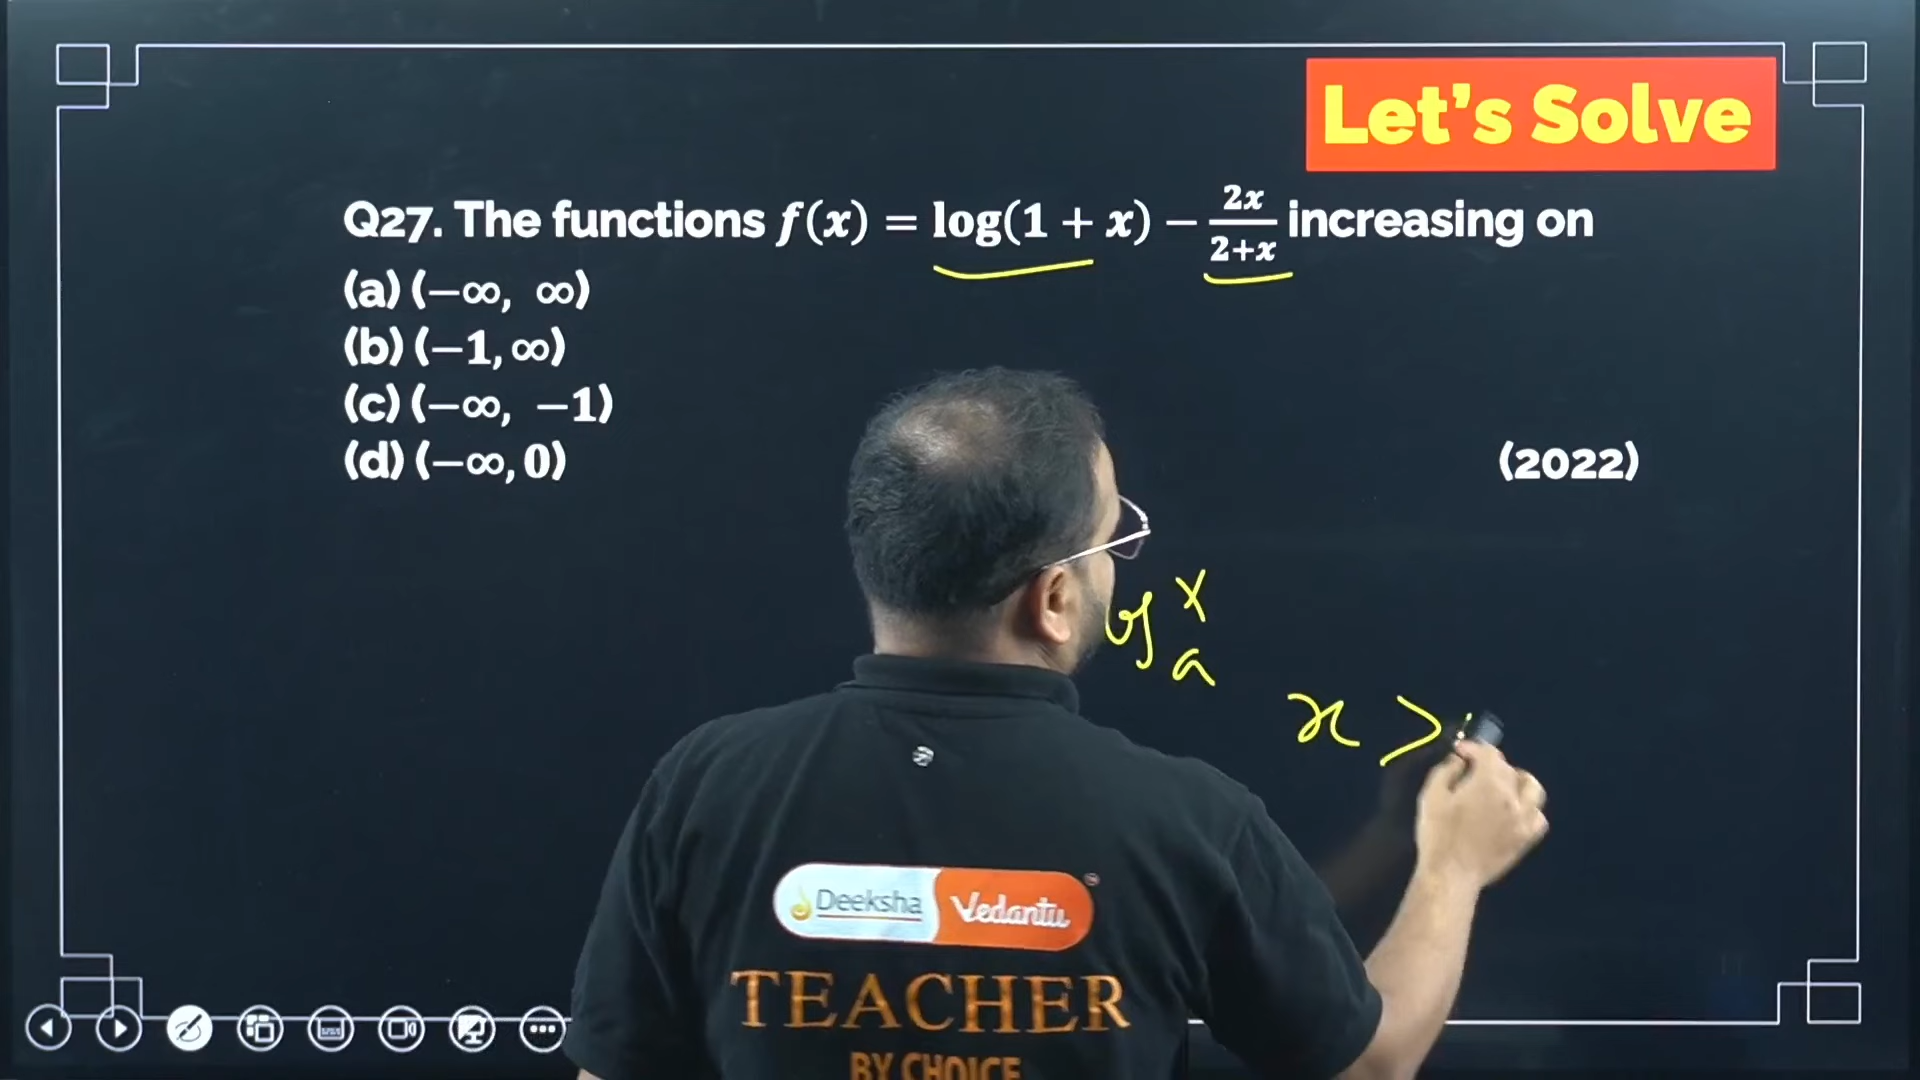 Let's Solve
Q27. The functions f(x) = log(1 + x) − 2x/2+x increasing on
(a) (−∞, ∞)
(b) (−1, ∞)
(c) (−∞, −1)
(d) (−∞, 0)
(2022)
x
a
x >
Deeksha Vedantu
TEACHER
BY CHOICE